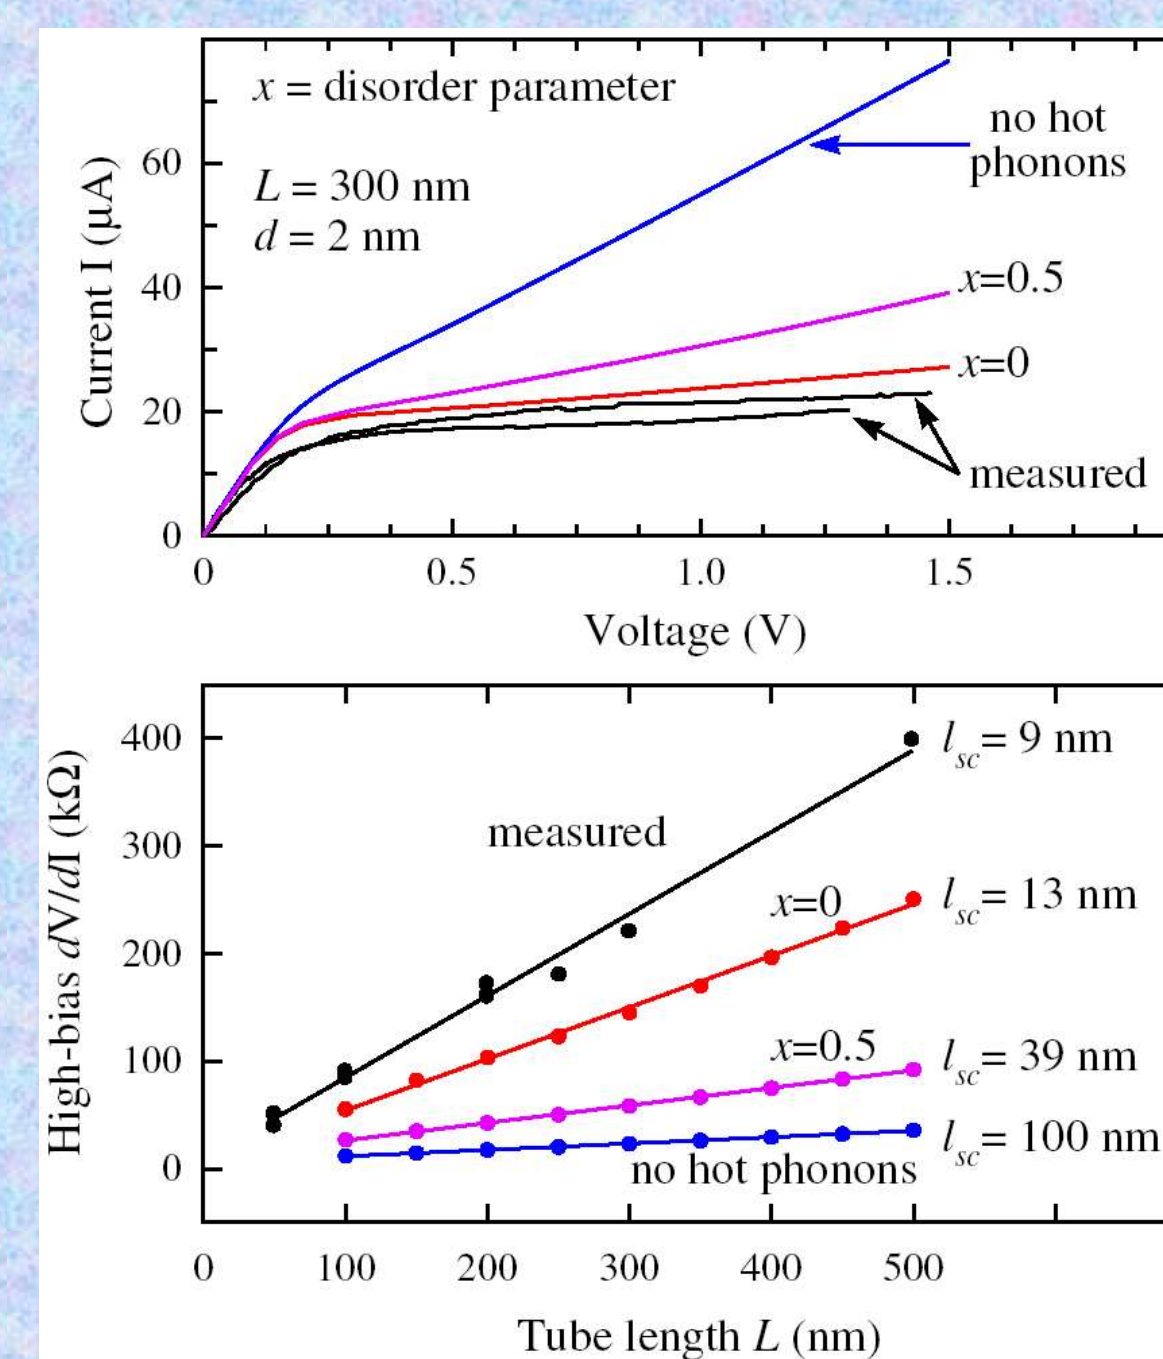 x = disorder parameter
L = 300 nm
d = 2 nm
no hot
phonons
x=0.5
x=0
measured
60
40
20
0
Current I (μA)
0 0.5 1.0 1.5
Voltage (V)
400
300
200
100
0
High-bias dV/dI (kΩ)
measured
l_sc = 9 nm
x=0
l_sc = 13 nm
x=0.5
l_sc = 39 nm
l_sc = 100 nm
no hot phonons
0 100 200 300 400 500
Tube length L (nm)